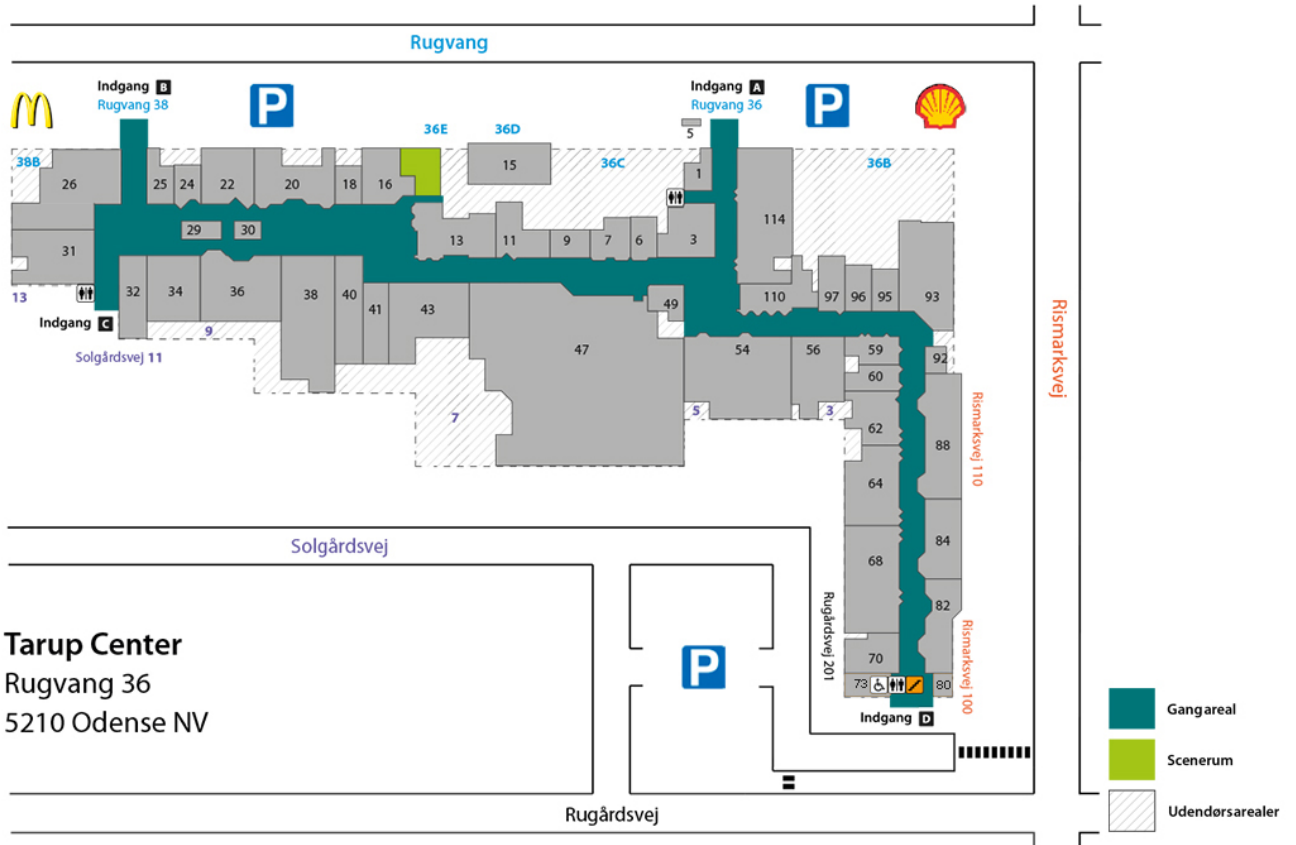 Rugvang
Indgang B
Rugvang 38
P
Indgang A
Rugvang 36
P
36E
36D
5
38B
26
25
24
22
20
18
16
15
36C
1
36B
114
29
30
13
11
9
7
6
3
31
32
34
36
38
40
41
43
49
110
97
96
95
93
13
Indgang C
Solgårdsvej 11
9
47
54
56
59
92
60
7
5
3
62
88
64
84
68
82
70
73
80
Rismarksvej
Rismarksvej 110
Rismarksvej 100
Rugårdsvej 201
Indgang D
Solgårdsvej
P
Tarup Center
Rugvang 36
5210 Odense NV
Rugårdsvej
Gangareal
Scenerum
Udendørsarealer